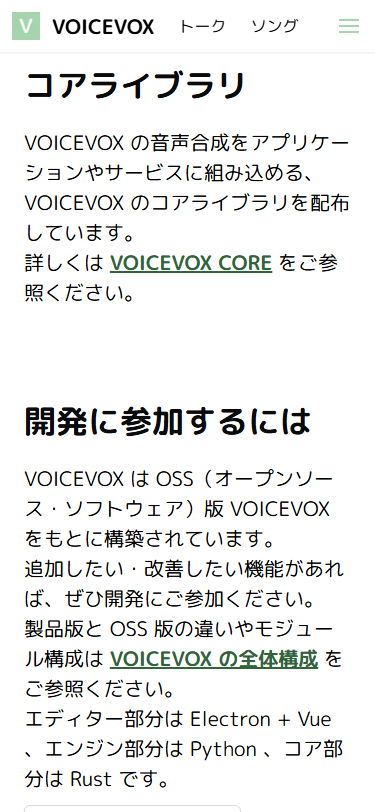 V VOICEVOX トーク ソング
コアライブラリ
VOICEVOX の音声合成をアプリケー
ションやサービスに組み込める、
VOICEVOX のコアライブラリを配布
しています。
詳しくは VOICEVOX CORE をご参
照ください。
開発に参加するには
VOICEVOX は OSS（オープンソー
ス・ソフトウェア）版 VOICEVOX
をもとに構築されています。
追加したい・改善したい機能があれ
ば、ぜひ開発にご参加ください。
製品版と OSS 版の違いやモジュー
ル構成は VOICEVOX の全体構成 を
ご参照ください。
エディター部分は Electron + Vue
、エンジン部分は Python 、コア部
分は Rust です。